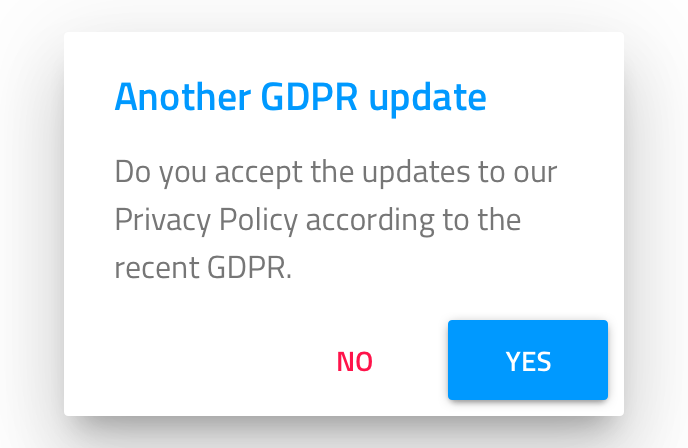 Another GDPR update
Do you accept the updates to our
Privacy Policy according to the
recent GDPR.
NO
YES